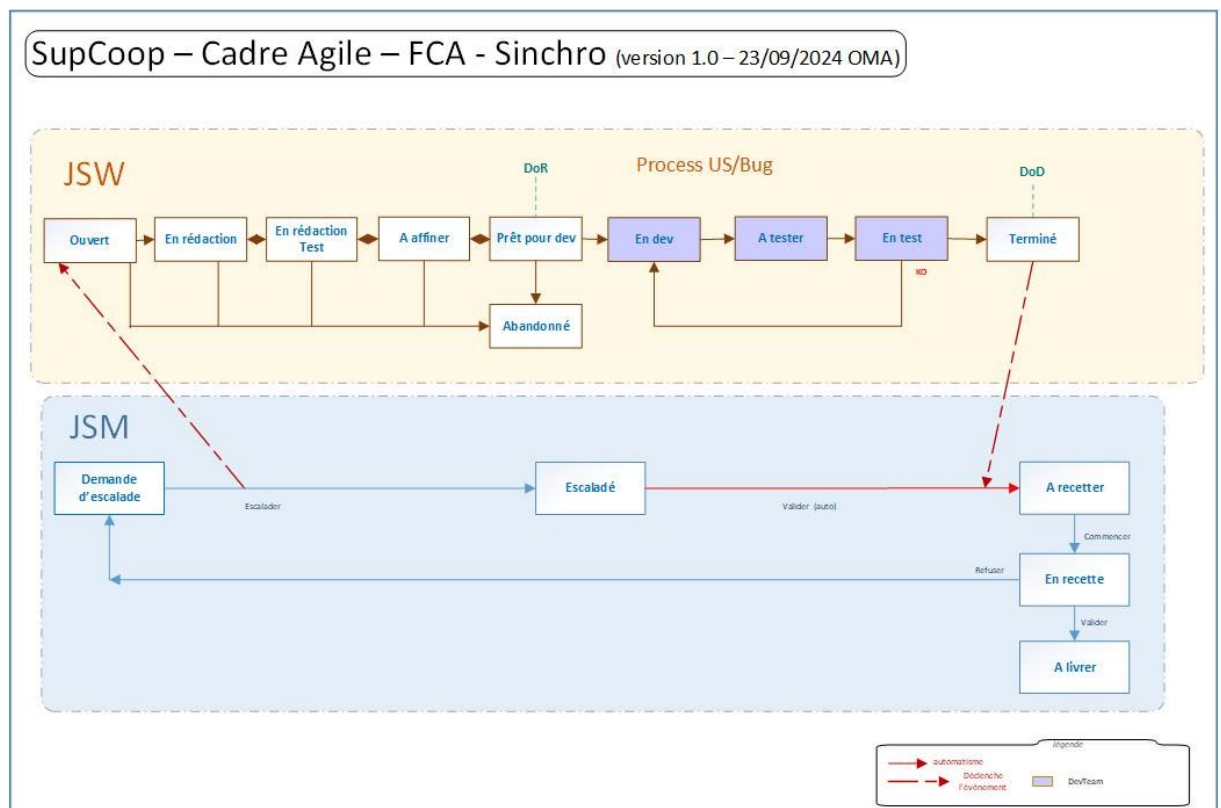 SupCoop – Cadre Agile – FCA - Sinchro (version 1.0 – 23/09/2024 OMA)
JSW
DoR
Process US/Bug
DoD
Ouvert
En rédaction
En rédaction
Test
A affiner
Prêt pour dev
En dev
A tester
En test
Terminé
KO
Abandonné
JSM
Demande
d'escalade
Escaladé
A recetter
Escalader
Valider (auto)
Commencer
Refuser
En recette
Valider
A livrer
légende
automatisme
Déclenche
l'événement
DevTeam